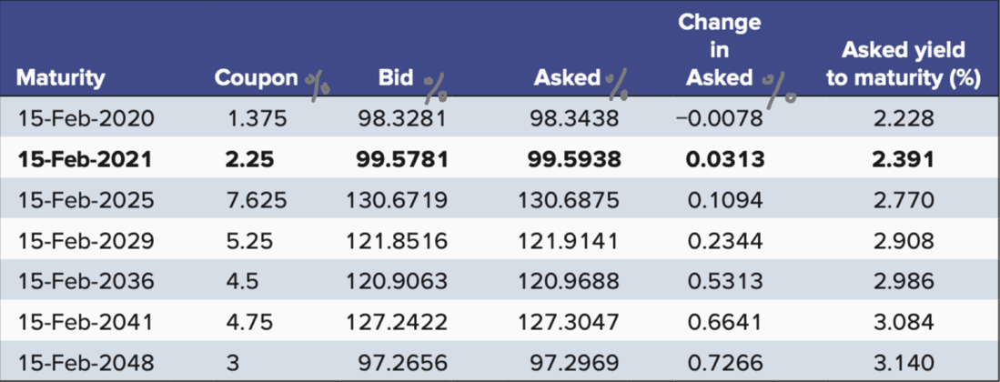 Change
in
Asked yield
Maturity Coupon % Bid % Asked % Asked % to maturity (%)
15-Feb-2020 1.375 98.3281 98.3438 −0.0078 2.228
15-Feb-2021 2.25 99.5781 99.5938 0.0313 2.391
15-Feb-2025 7.625 130.6719 130.6875 0.1094 2.770
15-Feb-2029 5.25 121.8516 121.9141 0.2344 2.908
15-Feb-2036 4.5 120.9063 120.9688 0.5313 2.986
15-Feb-2041 4.75 127.2422 127.3047 0.6641 3.084
15-Feb-2048 3 97.2656 97.2969 0.7266 3.140